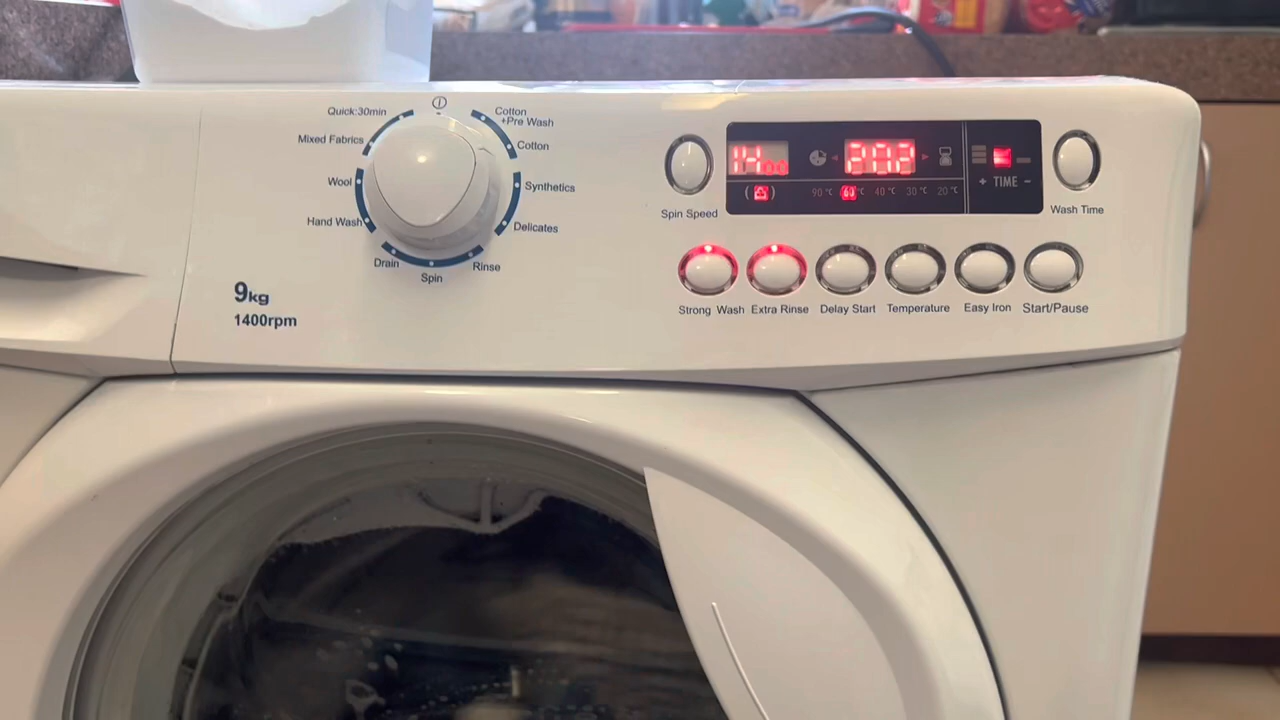 Quick:30min
Cotton
+Pre Wash
Mixed Fabrics
Cotton
Wool
Synthetics
Hand Wash
Delicates
Drain
Rinse
Spin
9kg
1400rpm
Spin Speed
1400
90°C 60°C 40°C 30°C 20°C
+ TIME -
Wash Time
Strong Wash
Extra Rinse
Delay Start
Temperature
Easy Iron
Start/Pause